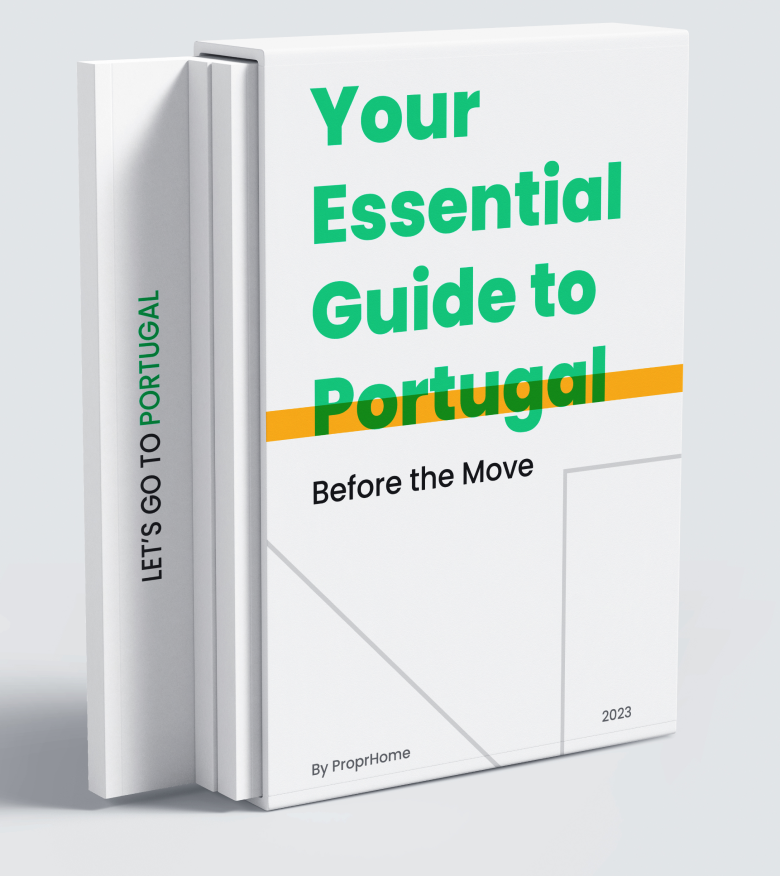 LET'S GO TO PORTUGAL
Your
Essential
Guide to
Portugal
Before the Move
By ProprHome
2023